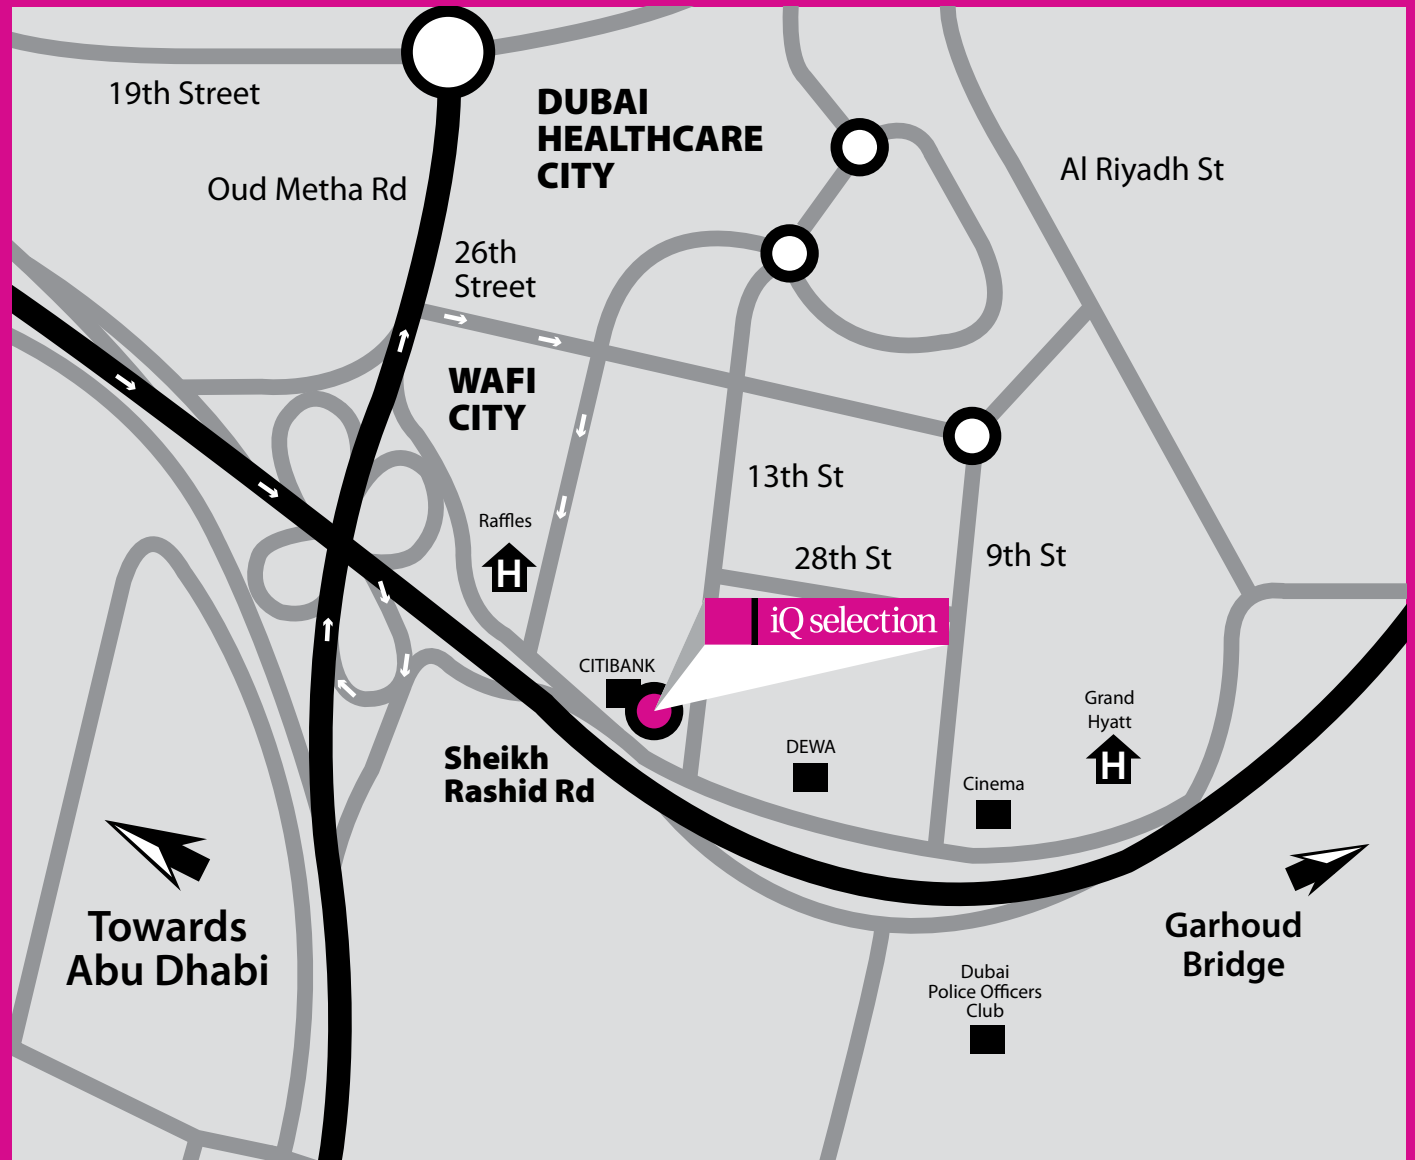 19th Street
DUBAI
HEALTHCARE
CITY
Al Riyadh St
Oud Metha Rd
26th
Street
WAFI
CITY
13th St
Raffles
H
28th St
9th St
iQ selection
CITIBANK
Grand
Hyatt
H
DEWA
Sheikh
Rashid Rd
Cinema
Towards
Abu Dhabi
Garhoud
Bridge
Dubai
Police Officers
Club